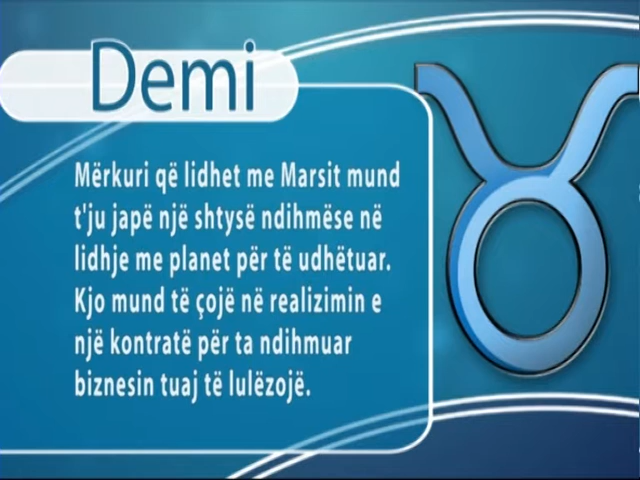 Demi
Mërkuri që lidhet me Marsit mund
t'ju japë një shtysë ndihmëse në
lidhje me planet për të udhëtuar.
Kjo mund të çojë në realizimin e
një kontratë për ta ndihmuar
biznesin tuaj të lulëzojë.